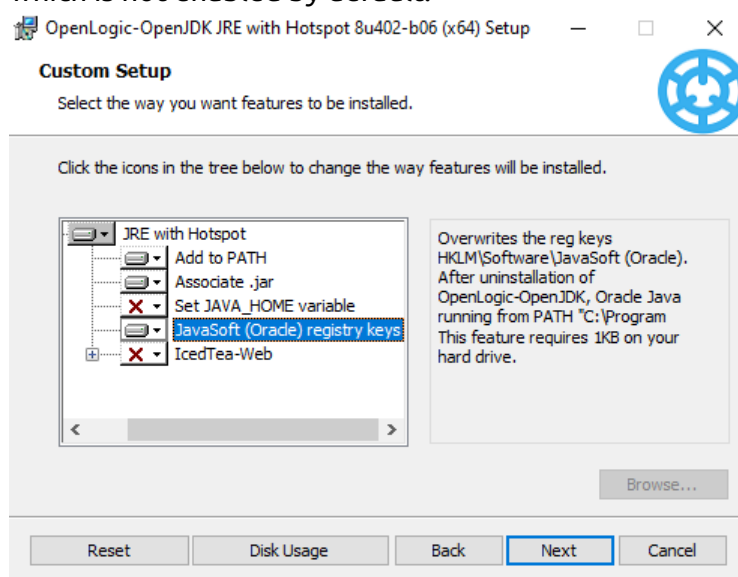 OpenLogic-OpenJDK JRE with Hotspot 8u402-b06 (x64) Setup
Custom Setup
Select the way you want features to be installed.
Click the icons in the tree below to change the way features will be installed.
JRE with Hotspot
Add to PATH
Associate .jar
Set JAVA_HOME variable
JavaSoft (Oracle) registry keys
IcedTea-Web
Overwrites the reg keys
HKLM\Software\JavaSoft (Oracle).
After uninstallation of
OpenLogic-OpenJDK, Oracle Java
running from PATH "C:\Program
This feature requires 1KB on your
hard drive.
Browse...
Reset
Disk Usage
Back
Next
Cancel